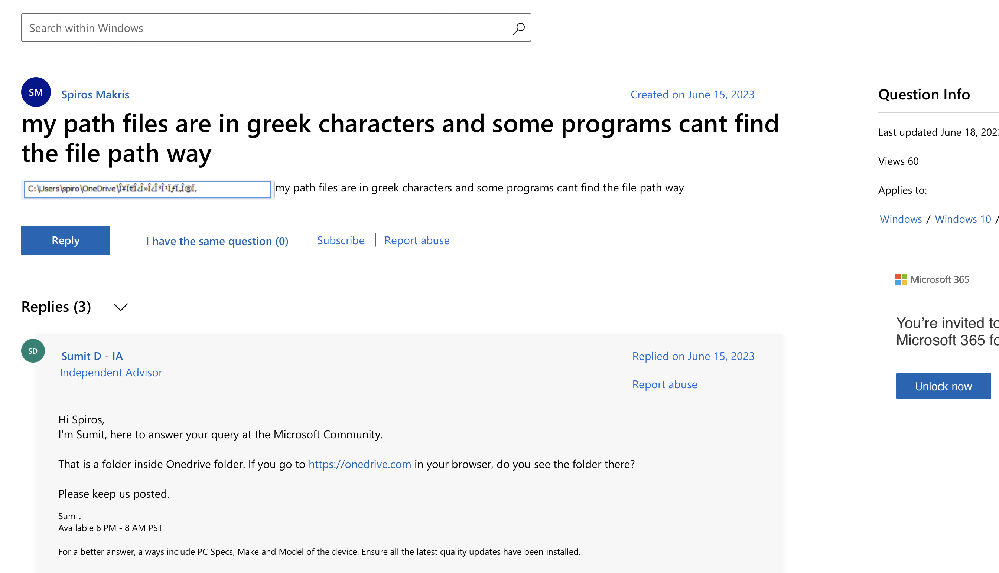 Search within Windows
SM
Spiros Makris
Created on June 15, 2023
my path files are in greek characters and some programs cant find
the file path way
C:\Users\spiro\OneDrive\Î¥Ï€Î¿Î»Î¿Î³Î¹ÏƒÏ„Î®Ï‚
my path files are in greek characters and some programs cant find the file path way
Reply
I have the same question (0)
Subscribe | Report abuse
Replies (3)
SD
Sumit D - IA
Independent Advisor
Replied on June 15, 2023
Report abuse
Hi Spiros,
I'm Sumit, here to answer your query at the Microsoft Community.
That is a folder inside Onedrive folder. If you go to https://onedrive.com in your browser, do you see the folder there?
Please keep us posted.
Sumit
Available 6 PM - 8 AM PST
For a better answer, always include PC Specs, Make and Model of the device. Ensure all the latest quality updates have been installed.
Question Info
Last updated June 18,
Views 60
Applies to:
Windows / Windows 10 /
Microsoft 365
You’re invited
Microsoft 365
Unlock now